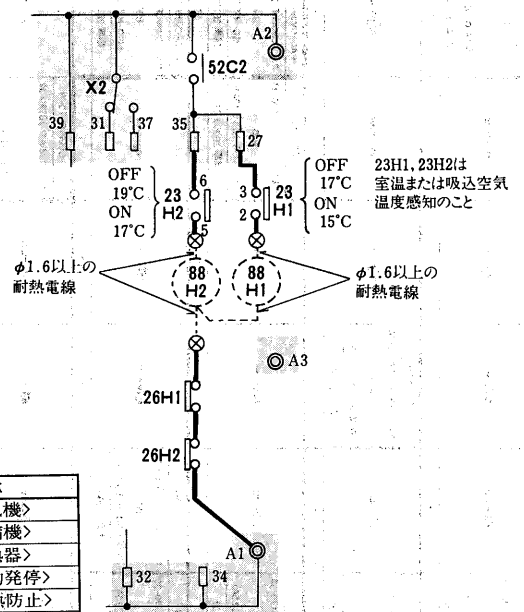 A2
52C2
X2
39
31
37
35
27
OFF
19°C
ON
17°C
23
H2
6
5
3
2
23
H1
OFF
17°C
ON
15°C
23H1, 23H2は
室温または吸込空気
温度感知のこと
φ1.6以上の
耐熱電線
88
H2
88
H1
φ1.6以上の
耐熱電線
A3
26H1
26H2
A1
32
34
機>
機>
器>
発停>
防止>